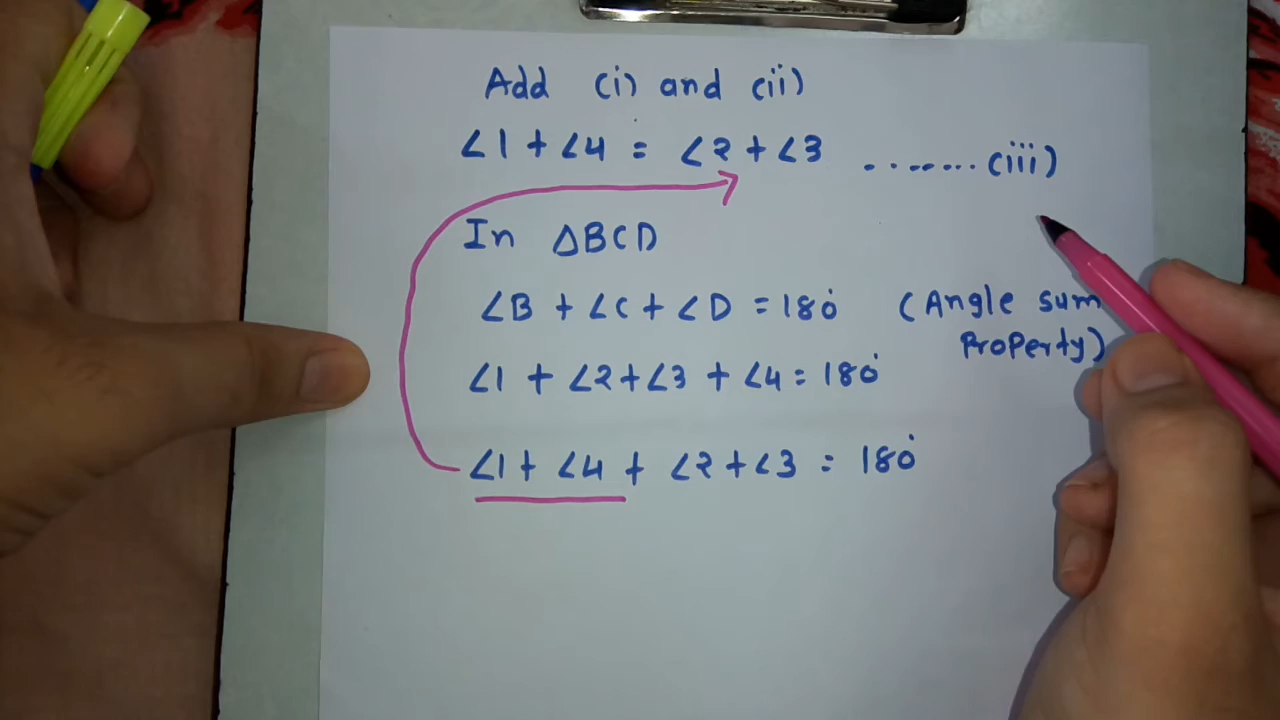 Add (i) and (ii)
∠1 + ∠4 = ∠2 + ∠3 ....... (iii)
In ΔBCD
∠B + ∠C + ∠D = 180° (Angle sum
Property)
∠1 + ∠2 + ∠3 + ∠4 = 180°
∠1 + ∠4 + ∠2 + ∠3 = 180°